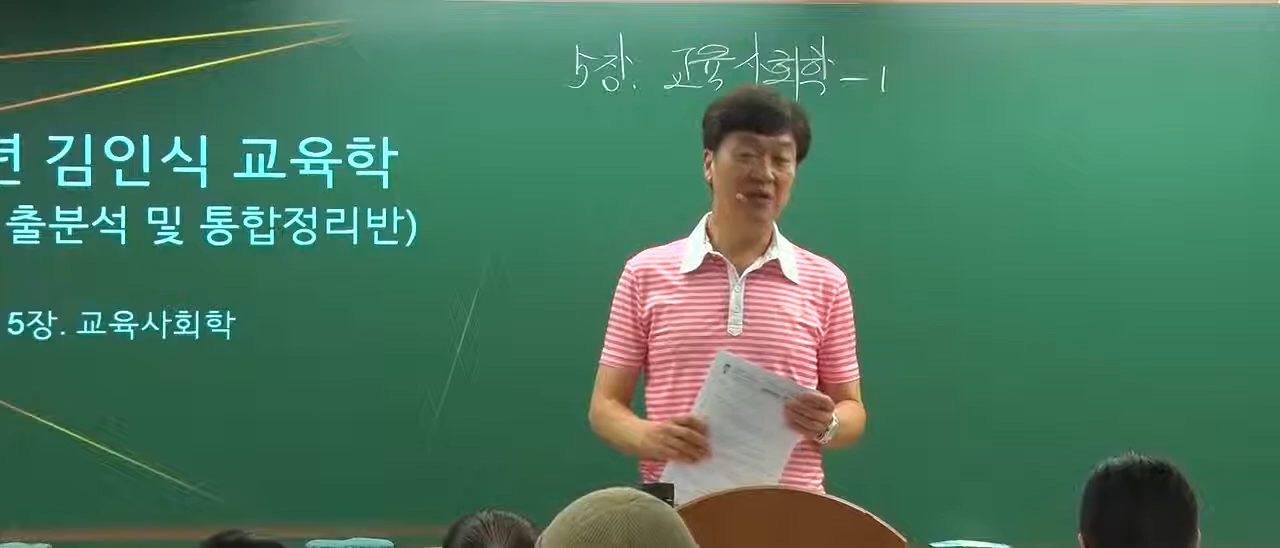 5장. 교육사회학-1
년 김인식 교육학
출분석 및 통합정리반)
5장. 교육사회학